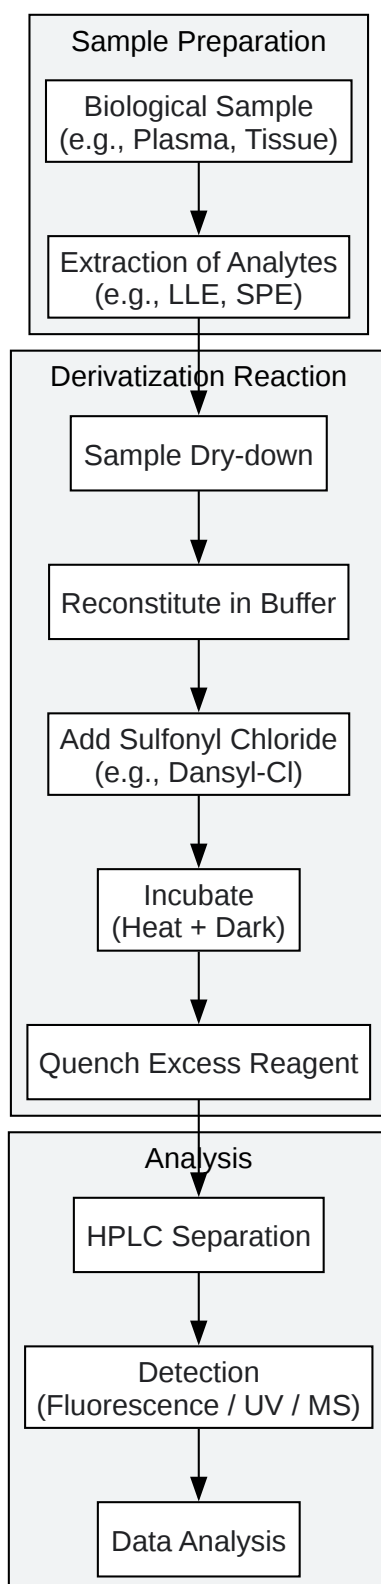 Sample Preparation
Biological Sample
(e.g., Plasma, Tissue)
Extraction of Analytes
(e.g., LLE, SPE)
Derivatization Reaction
Sample Dry-down
Reconstitute in Buffer
Add Sulfonyl Chloride
(e.g., Dansyl-Cl)
Incubate
(Heat + Dark)
Quench Excess Reagent
Analysis
HPLC Separation
Detection
(Fluorescence / UV / MS)
Data Analysis